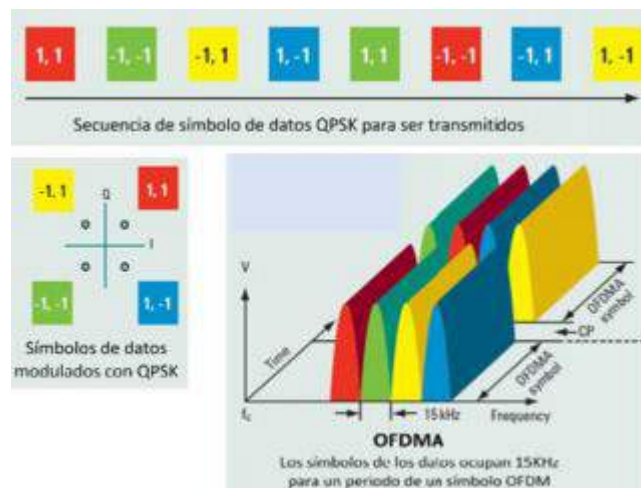 1, 1 -1, -1 -1, 1 1, -1 1, 1 -1, -1 -1, 1 1, -1
Secuencia de símbolo de datos QPSK para ser transmitidos
-1, 1 1, 1
Q
I
-1, -1 1, -1
Símbolos de datos
modulados con QPSK
V
Time
OFDMA
symbol
CP
OFDMA
symbol
fc 15 kHz Frequency
OFDMA
Los símbolos de los datos ocupan 15KHz
para un periodo de un símbolo OFDM